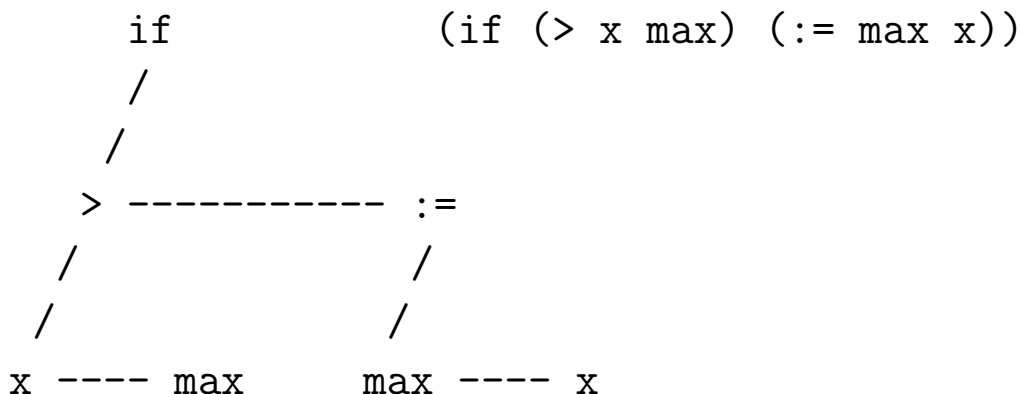 if (if (> x max) (:= max x))
/
/
> ----------- :=
/ /
/ /
x ---- max max ---- x